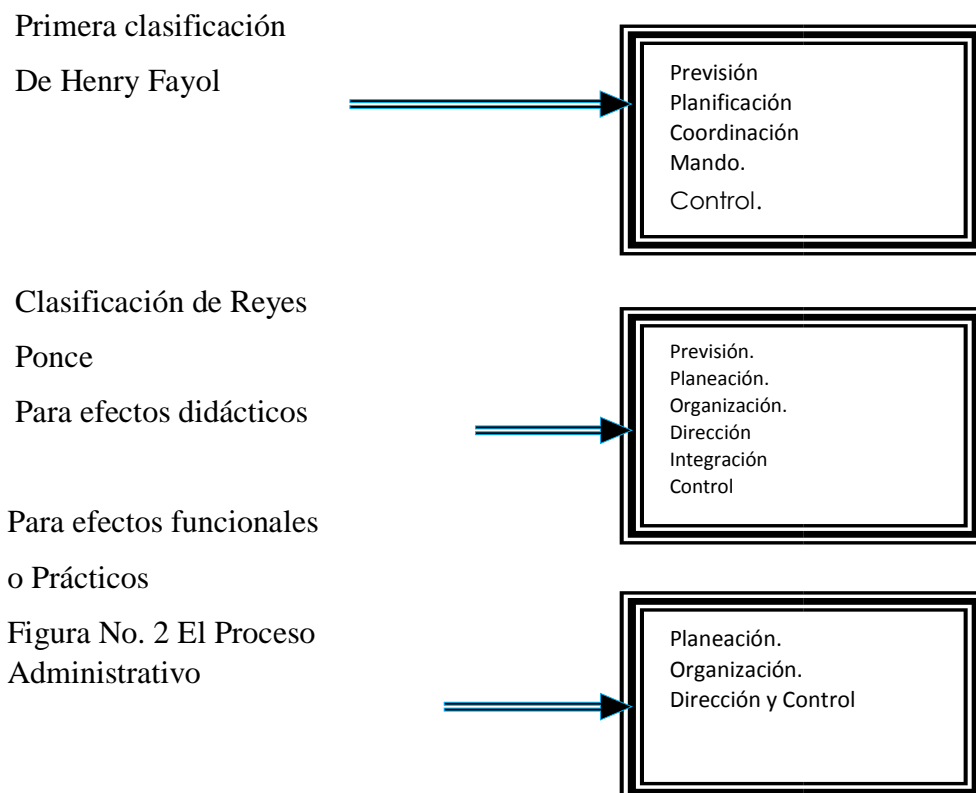 Primera clasificación
De Henry Fayol
Previsión
Planificación
Coordinación
Mando.
Control.
Clasificación de Reyes
Ponce
Para efectos didácticos
Previsión.
Planeación.
Organización.
Dirección
Integración
Control
Para efectos funcionales
o Prácticos
Figura No. 2 El Proceso
Administrativo
Planeación.
Organización.
Dirección y Control